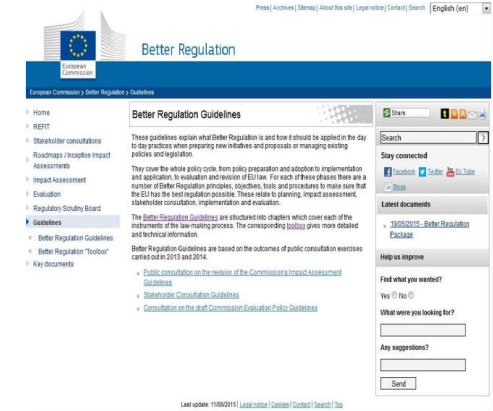 Press | Archives | Sitemap | About this site | Legal notice | Contact | Search English (en)
European
Commission
Better Regulation
European Commission > Better Regulation > Guidelines
Home
REFIT
Stakeholder consultations
Roadmaps / Inception Impact
Assessments
Impact Assessment
Evaluation
Regulatory Scrutiny Board
Guidelines
Better Regulation Guidelines
Better Regulation "Toolbox"
Key documents
Better Regulation Guidelines
These guidelines explain what Better Regulation is and how it should be applied in the day
to day practices when preparing new initiatives and proposals or managing existing
policies and legislation.
They cover the whole policy cycle, from policy preparation and adoption to implementation
and application, to evaluation and revision of EU law. For each of these phases there are a
number of Better Regulation principles, objectives, tools and procedures to make sure that
the EU has the best regulation possible. These relate to planning, impact assessment,
stakeholder consultation, implementation and evaluation.
The Better Regulation Guidelines are structured into chapters which cover each of the
instruments of the law-making process. The corresponding toolbox gives more detailed
and technical information.
Better Regulation Guidelines are based on the outcomes of public consultation exercises
carried out in 2013 and 2014.
Public consultation on the revision of the Commission's Impact Assessment
Guidelines
Stakeholder Consultation Guidelines
Consultation on the draft Commission Evaluation Policy Guidelines
Share
Search
Stay connected
Facebook Twitter EU Tube
Blogs
Latest documents
19/05/2015 - Better Regulation
Package
Help us improve
Find what you wanted?
Yes No
What were you looking for?
Any suggestions?
Send
Last update: 11/08/2015 | Legal notice | Cookies | Contact | Search | Top